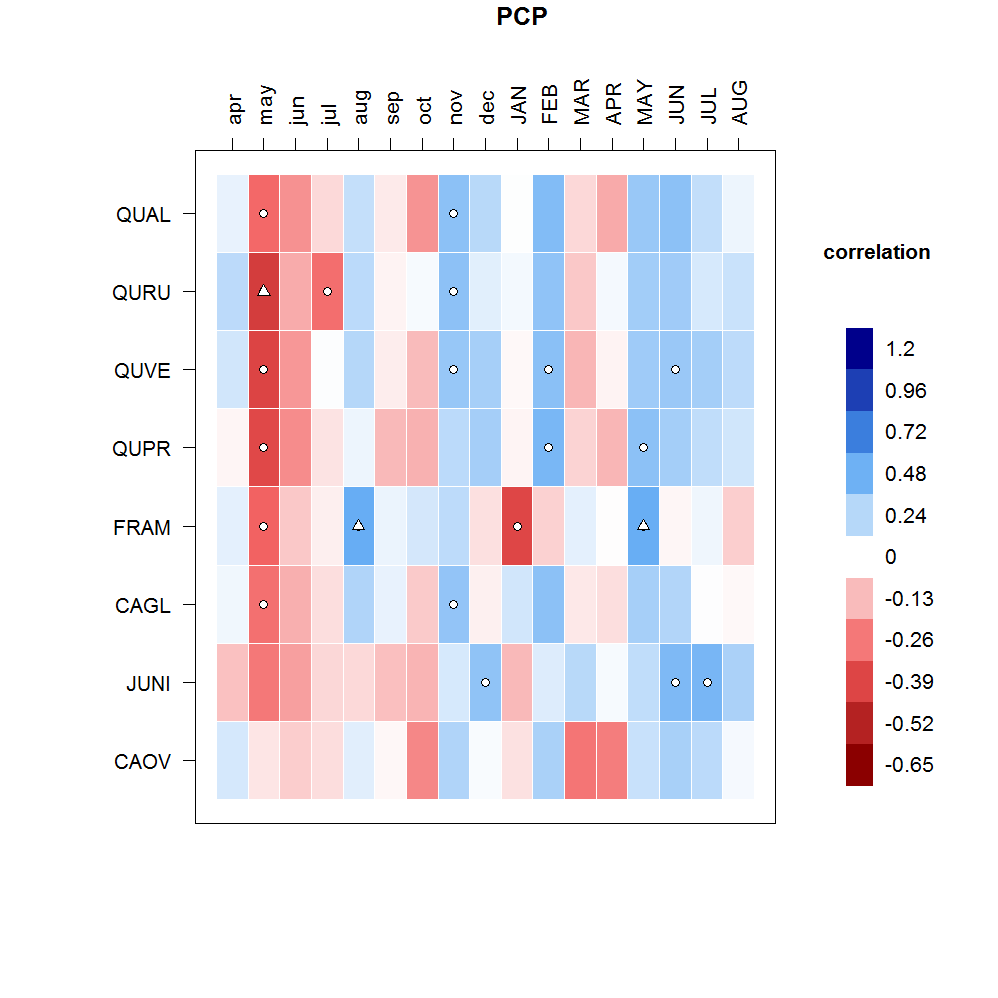 PCP
apr may jun jul aug sep oct nov dec JAN FEB MAR APR MAY JUN JUL AUG
QUAL
QURU
QUVE
QUPR
FRAM
CAGL
JUNI
CAOV
correlation
1.2
0.96
0.72
0.48
0.24
0
-0.13
-0.26
-0.39
-0.52
-0.65